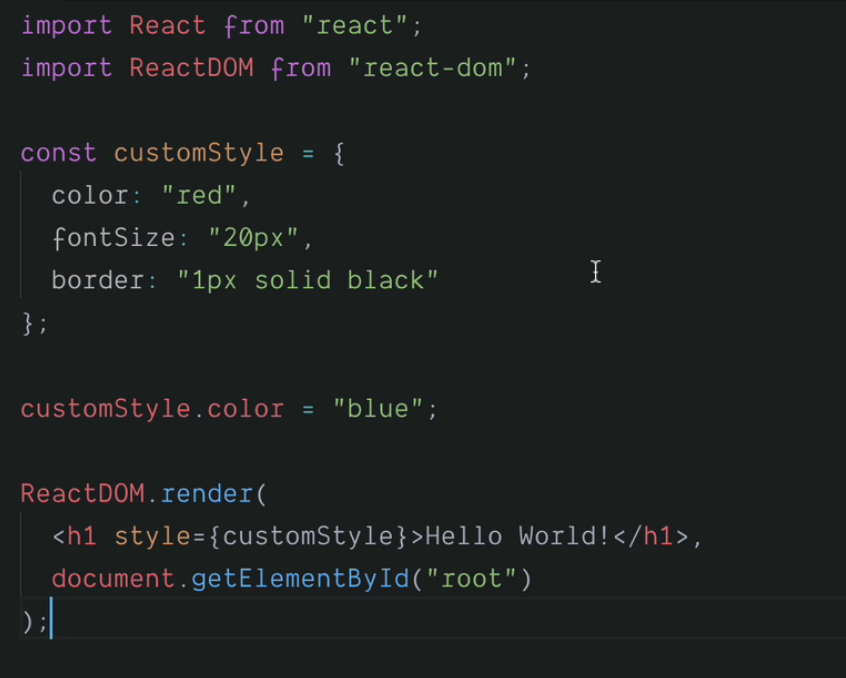 import React from "react";
import ReactDOM from "react-dom";
const customStyle = {
color: "red",
fontSize: "20px",
border: "1px solid black"
};
customStyle.color = "blue";
ReactDOM.render(
<h1 style={customStyle}>Hello World!</h1>,
document.getElementById("root")
);